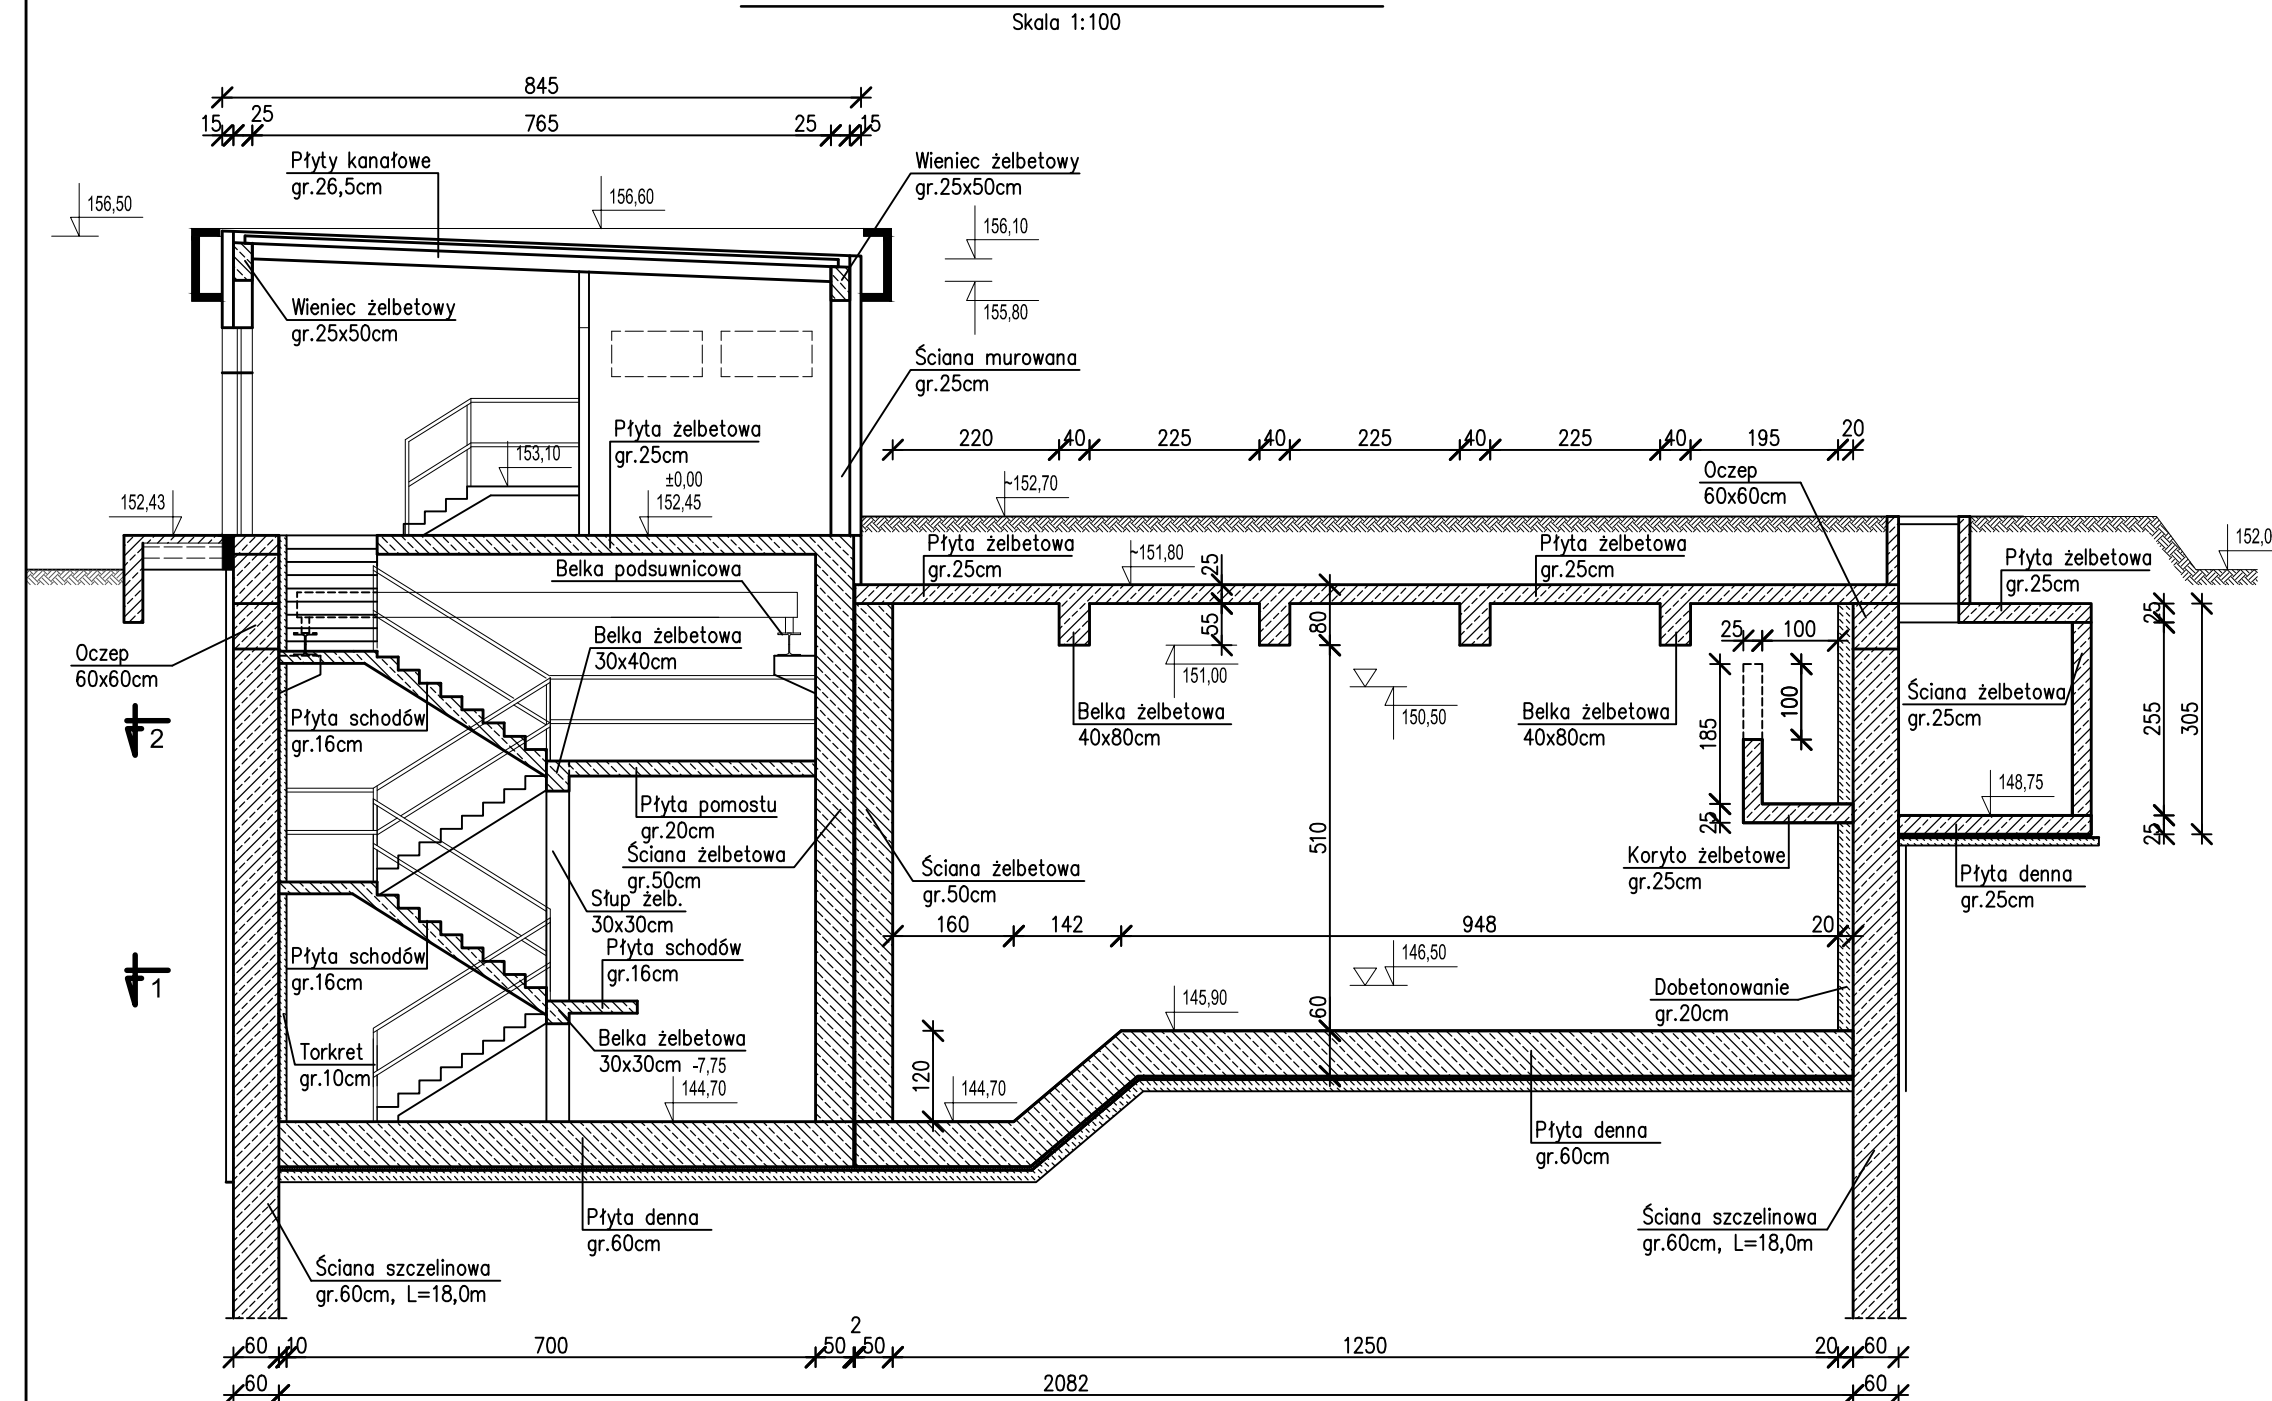 Skala 1:100
845
15 25 765 25 15
Płyty kanałowe
gr.26,5cm
Wieniec żelbetowy
gr.25x50cm
156,50
156,60
156,10
155,80
Wieniec żelbetowy
gr.25x50cm
Ściana murowana
gr.25cm
Płyta żelbetowa
gr.25cm
153,10
±0,00
152,45
152,43
220 40 225 40 225 40 225 40 195 20
Oczep
60x60cm
~152,70
152,0
Płyta żelbetowa
gr.25cm
~151,80
25
55
80
Płyta żelbetowa
gr.25cm
Płyta żelbetowa
gr.25cm
Belka podsuwnicowa
Belka żelbetowa
30x40cm
Oczep
60x60cm
151,00
150,50
25 100
100
185
25
25
255
25
305
Belka żelbetowa
40x80cm
Belka żelbetowa
40x80cm
Ściana żelbetowa
gr.25cm
148,75
2
Płyta schodów
gr.16cm
Płyta pomostu
gr.20cm
Ściana żelbetowa
gr.50cm
Ściana żelbetowa
gr.50cm
510
Koryto żelbetowe
gr.25cm
Płyta denna
gr.25cm
Słup żelb.
30x30cm
160 142 948 20
Płyta schodów
gr.16cm
Płyta schodów
gr.16cm
146,50
1
145,90
60
Dobetonowanie
gr.20cm
Torkret
gr.10cm
Belka żelbetowa
30x30cm
-7,75
144,70
120
144,70
Płyta denna
gr.60cm
Płyta denna
gr.60cm
Ściana szczelinowa
gr.60cm, L=18,0m
Ściana szczelinowa
gr.60cm, L=18,0m
60 10 700 50 2 50 1250 20 60
60 2082 60